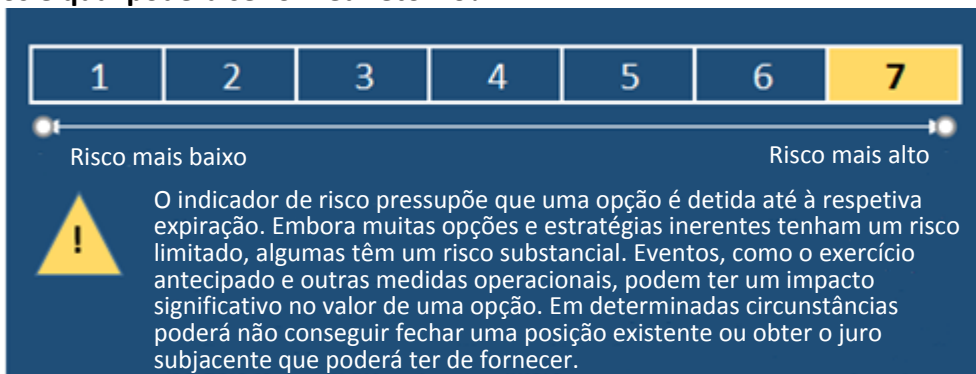 1 2 3 4 5 6 7
Risco mais baixo Risco mais alto
O indicador de risco pressupõe que uma opção é detida até à respetiva
expiração. Embora muitas opções e estratégias inerentes tenham um risco
limitado, algumas têm um risco substancial. Eventos, como o exercício
antecipado e outras medidas operacionais, podem ter um impacto
significativo no valor de uma opção. Em determinadas circunstâncias
poderá não conseguir fechar uma posição existente ou obter o juro
subjacente que poderá ter de fornecer.
!